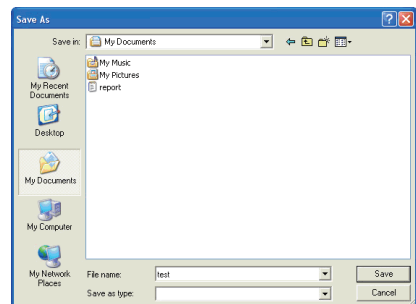 Save As
Save in: My Documents
My Recent
Documents
Desktop
My Documents
My Computer
My Network
Places
My Music
My Pictures
report
File name: test
Save
Save as type:
Cancel